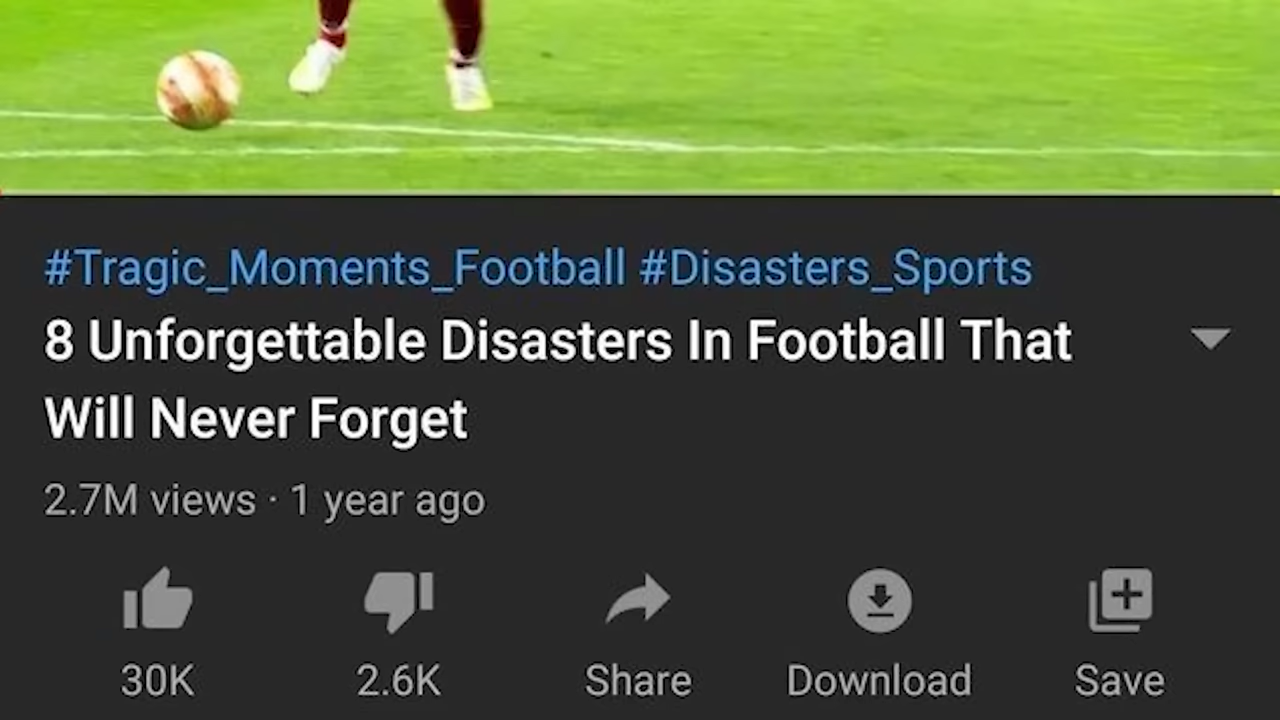 #Tragic_Moments_Football #Disasters_Sports
8 Unforgettable Disasters In Football That
Will Never Forget
2.7M views · 1 year ago
30K 2.6K Share Download Save